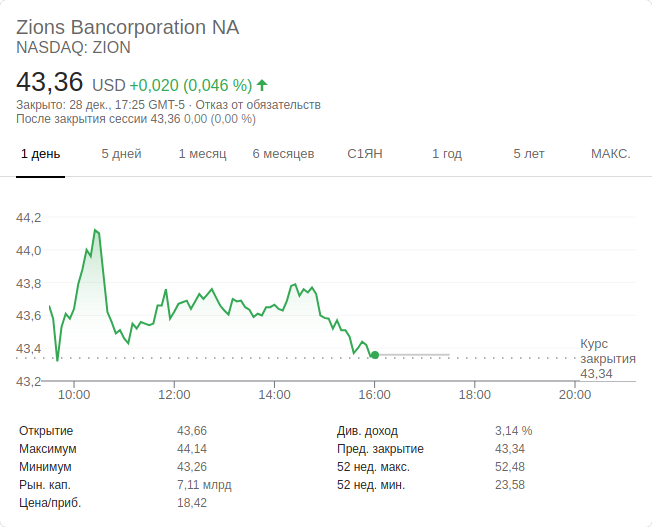 Zions Bancorporation NA
NASDAQ: ZION
43,36 USD +0,020 (0,046 %)
Закрыто: 28 дек., 17:25 GMT-5 · Отказ от обязательств
После закрытия сессии 43,36 0,00 (0,00 %)
1 день 5 дней 1 месяц 6 месяцев С1ЯН 1 год 5 лет МАКС.
44,2
44,0
43,8
43,6
43,4
43,2
Курс
закрытия
43,34
10:00 12:00 14:00 16:00 18:00 20:00
Открытие 43,66 Див. доход 3,14 %
Максимум 44,14 Пред. закрытие 43,34
Минимум 43,26 52 нед. макс. 52,48
Рын. кап. 7,11 млрд 52 нед. мин. 23,58
Цена/приб. 18,42